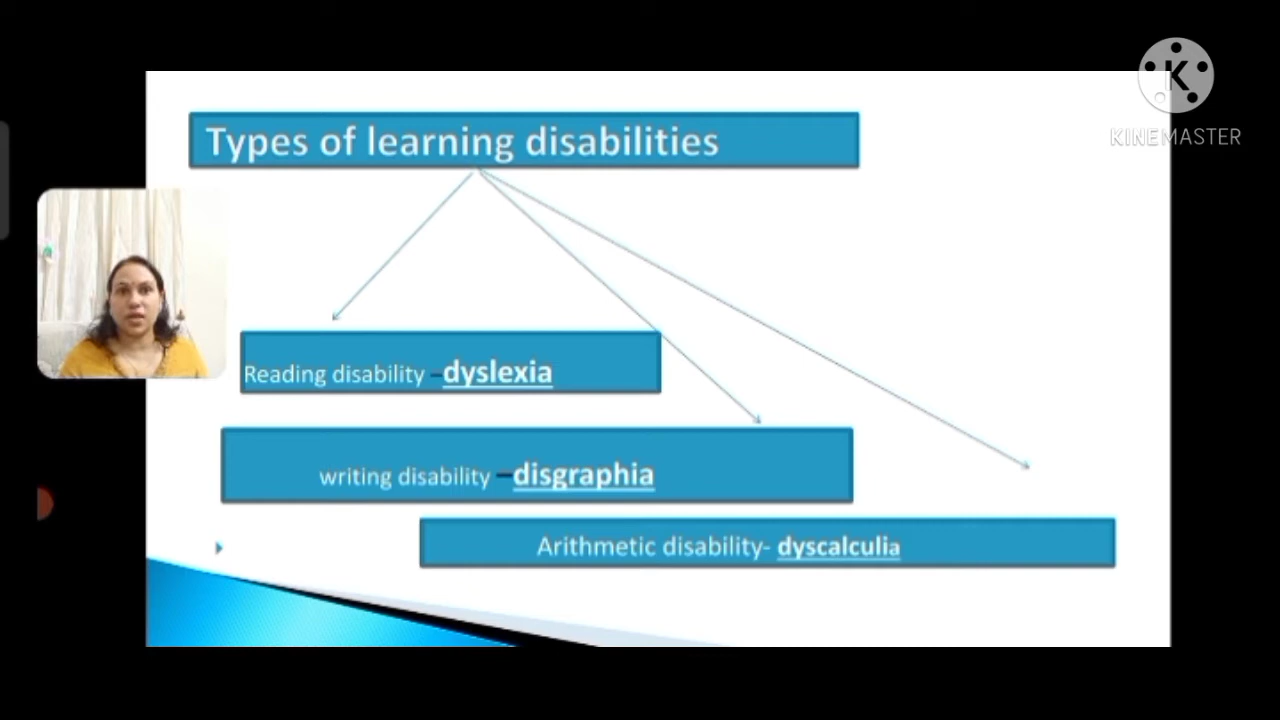 Types of learning disabilities
Reading disability –dyslexia
writing disability –disgraphia
Arithmetic disability- dyscalculia
K
KINEMASTER